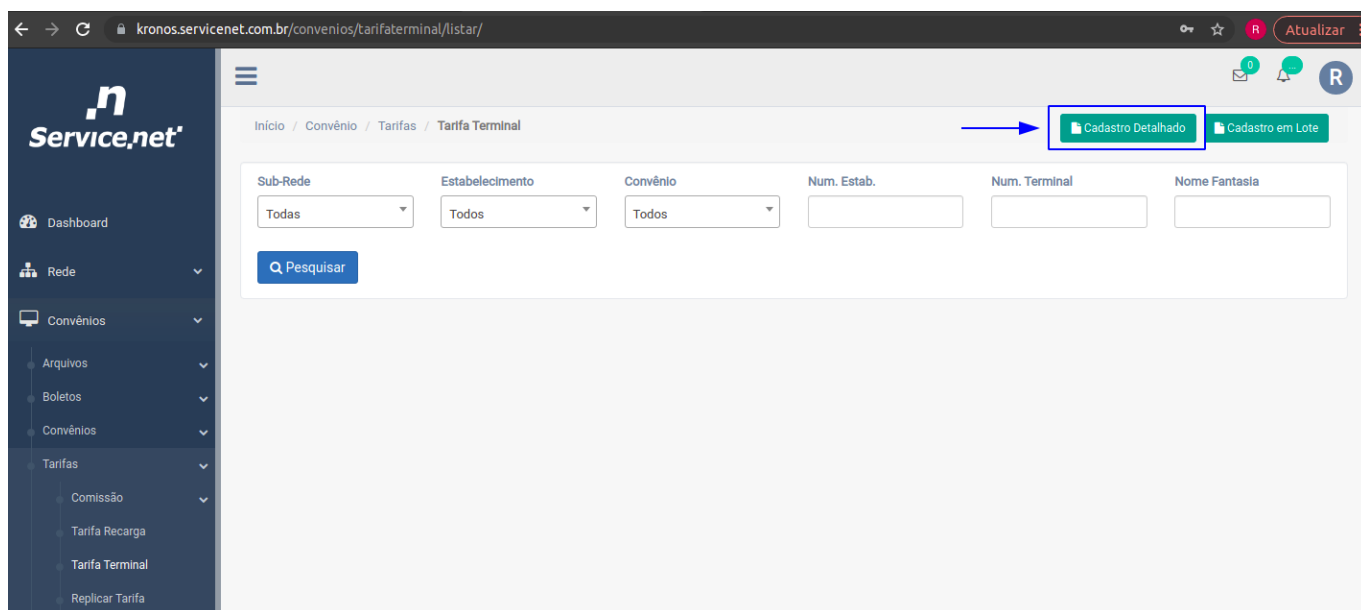 kronos.servicenet.com.br/convenios/tarifaterminal/listar/
R
Atualizar
n
Service.net
0
...
R
Início / Convênio / Tarifas / Tarifa Terminal
Cadastro Detalhado
Cadastro em Lote
Sub-Rede
Estabelecimento
Convênio
Num. Estab.
Num. Terminal
Nome Fantasia
Todas
Todos
Todos
Pesquisar
Dashboard
Rede
Convênios
Arquivos
Boletos
Convênios
Tarifas
Comissão
Tarifa Recarga
Tarifa Terminal
Replicar Tarifa